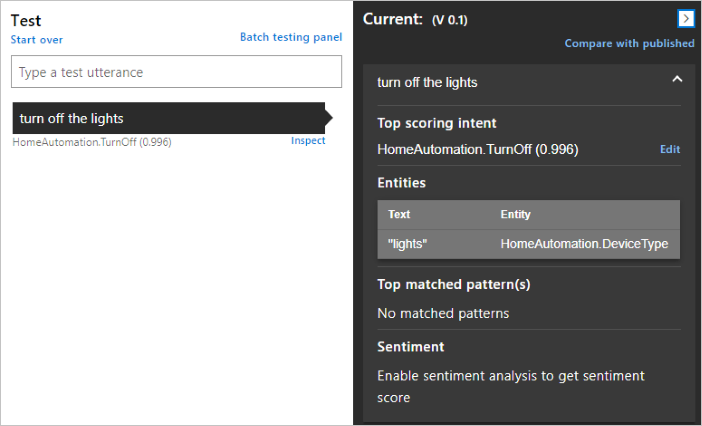 Test
Start over
Batch testing panel
Type a test utterance
turn off the lights
HomeAutomation.TurnOff (0.996)
Inspect
Current: (V 0.1)
Compare with published
turn off the lights
Top scoring intent
HomeAutomation.TurnOff (0.996)
Edit
Entities
Text Entity
"lights" HomeAutomation.DeviceType
Top matched pattern(s)
No matched patterns
Sentiment
Enable sentiment analysis to get sentiment
score